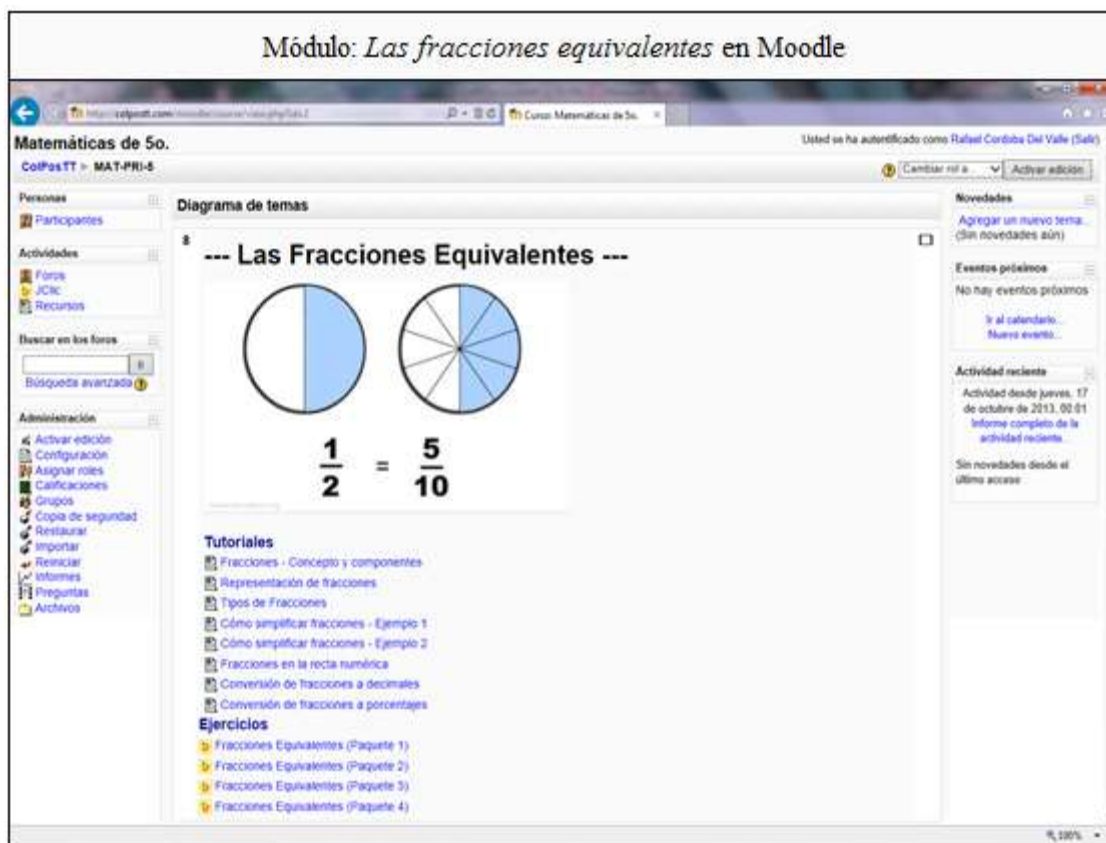 Módulo: Las fracciones equivalentes en Moodle
Curso: Matemáticas de 5o.
Matemáticas de 5o.
Usted se ha autentificado como Rafael Cordoba Del Valle (Salir)
ColPosTT ► MAT-PRI-5
Cambiar rol a...
Activar edición
Personas
Participantes
Actividades
Foros
JClic
Recursos
Buscar en los foros
Búsqueda avanzada
Administración
Activar edición
Configuración
Asignar roles
Calificaciones
Grupos
Copia de seguridad
Restaurar
Importar
Reiniciar
Informes
Preguntas
Archivos
Diagrama de temas
8
--- Las Fracciones Equivalentes ---
1/2 = 5/10
Tutoriales
Fracciones - Concepto y componentes
Representación de fracciones
Tipos de Fracciones
Cómo simplificar fracciones - Ejemplo 1
Cómo simplificar fracciones - Ejemplo 2
Fracciones en la recta numérica
Conversión de fracciones a decimales
Conversión de fracciones a porcentajes
Ejercicios
Fracciones Equivalentes (Paquete 1)
Fracciones Equivalentes (Paquete 2)
Fracciones Equivalentes (Paquete 3)
Fracciones Equivalentes (Paquete 4)
Novedades
Agregar un nuevo tema...
(Sin novedades aún)
Eventos próximos
No hay eventos próximos
Ir al calendario...
Nuevo evento...
Actividad reciente
Actividad desde jueves, 17
de octubre de 2013, 00:01
Informe completo de la
actividad reciente...
Sin novedades desde el
último acceso
100%